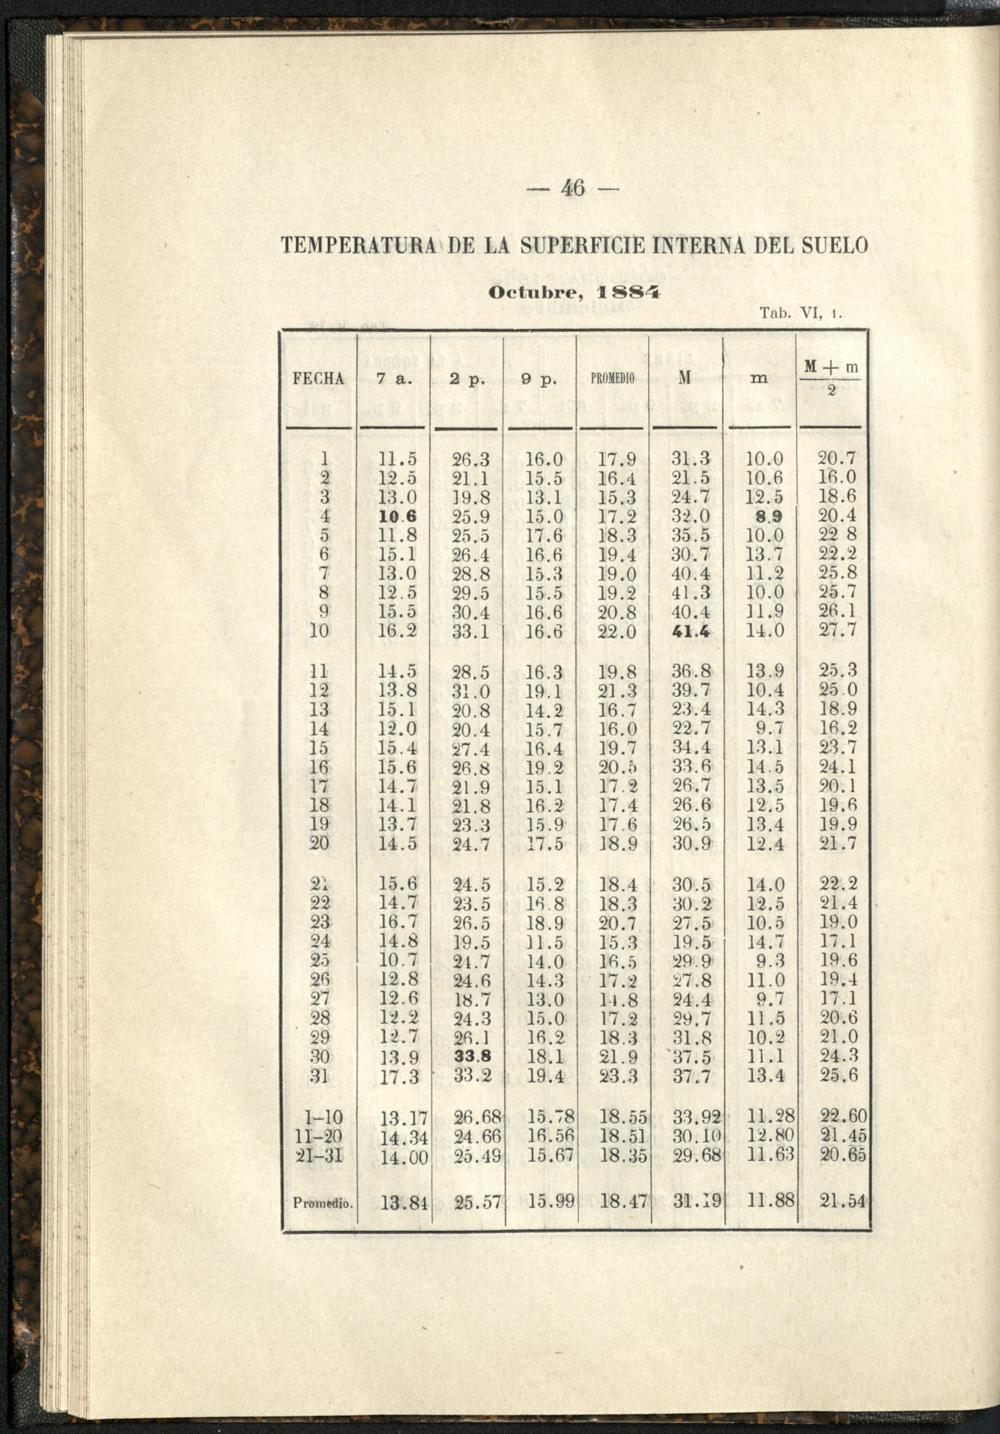 — 46 —
TEMPERATURA DE LA SUPERFICIE INTERNA DEL SUELO
Octubre, 1884
Tab. VI, 1.
FECHA 7 a. 2 p. 9 p. PROMEDIO M m M + m / 2
1 11.5 26.3 16.0 17.9 31.3 10.0 20.7
2 12.5 21.1 15.5 16.4 21.5 10.6 16.0
3 13.0 19.8 13.1 15.3 24.7 12.5 18.6
4 10.6 25.9 15.0 17.2 32.0 8.9 20.4
5 11.8 25.5 17.6 18.3 35.5 10.0 22 8
6 15.1 26.4 16.6 19.4 30.7 13.7 22.2
7 13.0 28.8 15.3 19.0 40.4 11.2 25.8
8 12.5 29.5 15.5 19.2 41.3 10.0 25.7
9 15.5 30.4 16.6 20.8 40.4 11.9 26.1
10 16.2 33.1 16.6 22.0 41.4 14.0 27.7
11 14.5 28.5 16.3 19.8 36.8 13.9 25.3
12 13.8 31.0 19.1 21.3 39.7 10.4 25.0
13 15.1 20.8 14.2 16.7 23.4 14.3 18.9
14 12.0 20.4 15.7 16.0 22.7 9.7 16.2
15 15.4 27.4 16.4 19.7 34.4 13.1 23.7
16 15.6 26.8 19.2 20.5 33.6 14.5 24.1
17 14.7 21.9 15.1 17.2 26.7 13.5 20.1
18 14.1 21.8 16.2 17.4 26.6 12.5 19.6
19 13.7 23.3 15.9 17.6 26.5 13.4 19.9
20 14.5 24.7 17.5 18.9 30.9 12.4 21.7
21 15.6 24.5 15.2 18.4 30.5 14.0 22.2
22 14.7 23.5 16.8 18.3 30.2 12.5 21.4
23 16.7 26.5 18.9 20.7 27.5 10.5 19.0
24 14.8 19.5 11.5 15.3 19.5 14.7 17.1
25 10.7 24.7 14.0 16.5 29.9 9.3 19.6
26 12.8 24.6 14.3 17.2 27.8 11.0 19.4
27 12.6 18.7 13.0 14.8 24.4 9.7 17.1
28 12.2 24.3 15.0 17.2 29.7 11.5 20.6
29 12.7 26.1 16.2 18.3 31.8 10.2 21.0
30 13.9 33.8 18.1 21.9 37.5 11.1 24.3
31 17.3 33.2 19.4 23.3 37.7 13.4 25.6
1–10 13.17 26.68 15.78 18.55 33.92 11.28 22.60
11–20 14.34 24.66 16.56 18.51 30.10 12.80 21.45
21–31 14.00 25.49 15.67 18.35 29.68 11.63 20.65
Promedio. 13.84 25.57 15.99 18.47 31.19 11.88 21.54